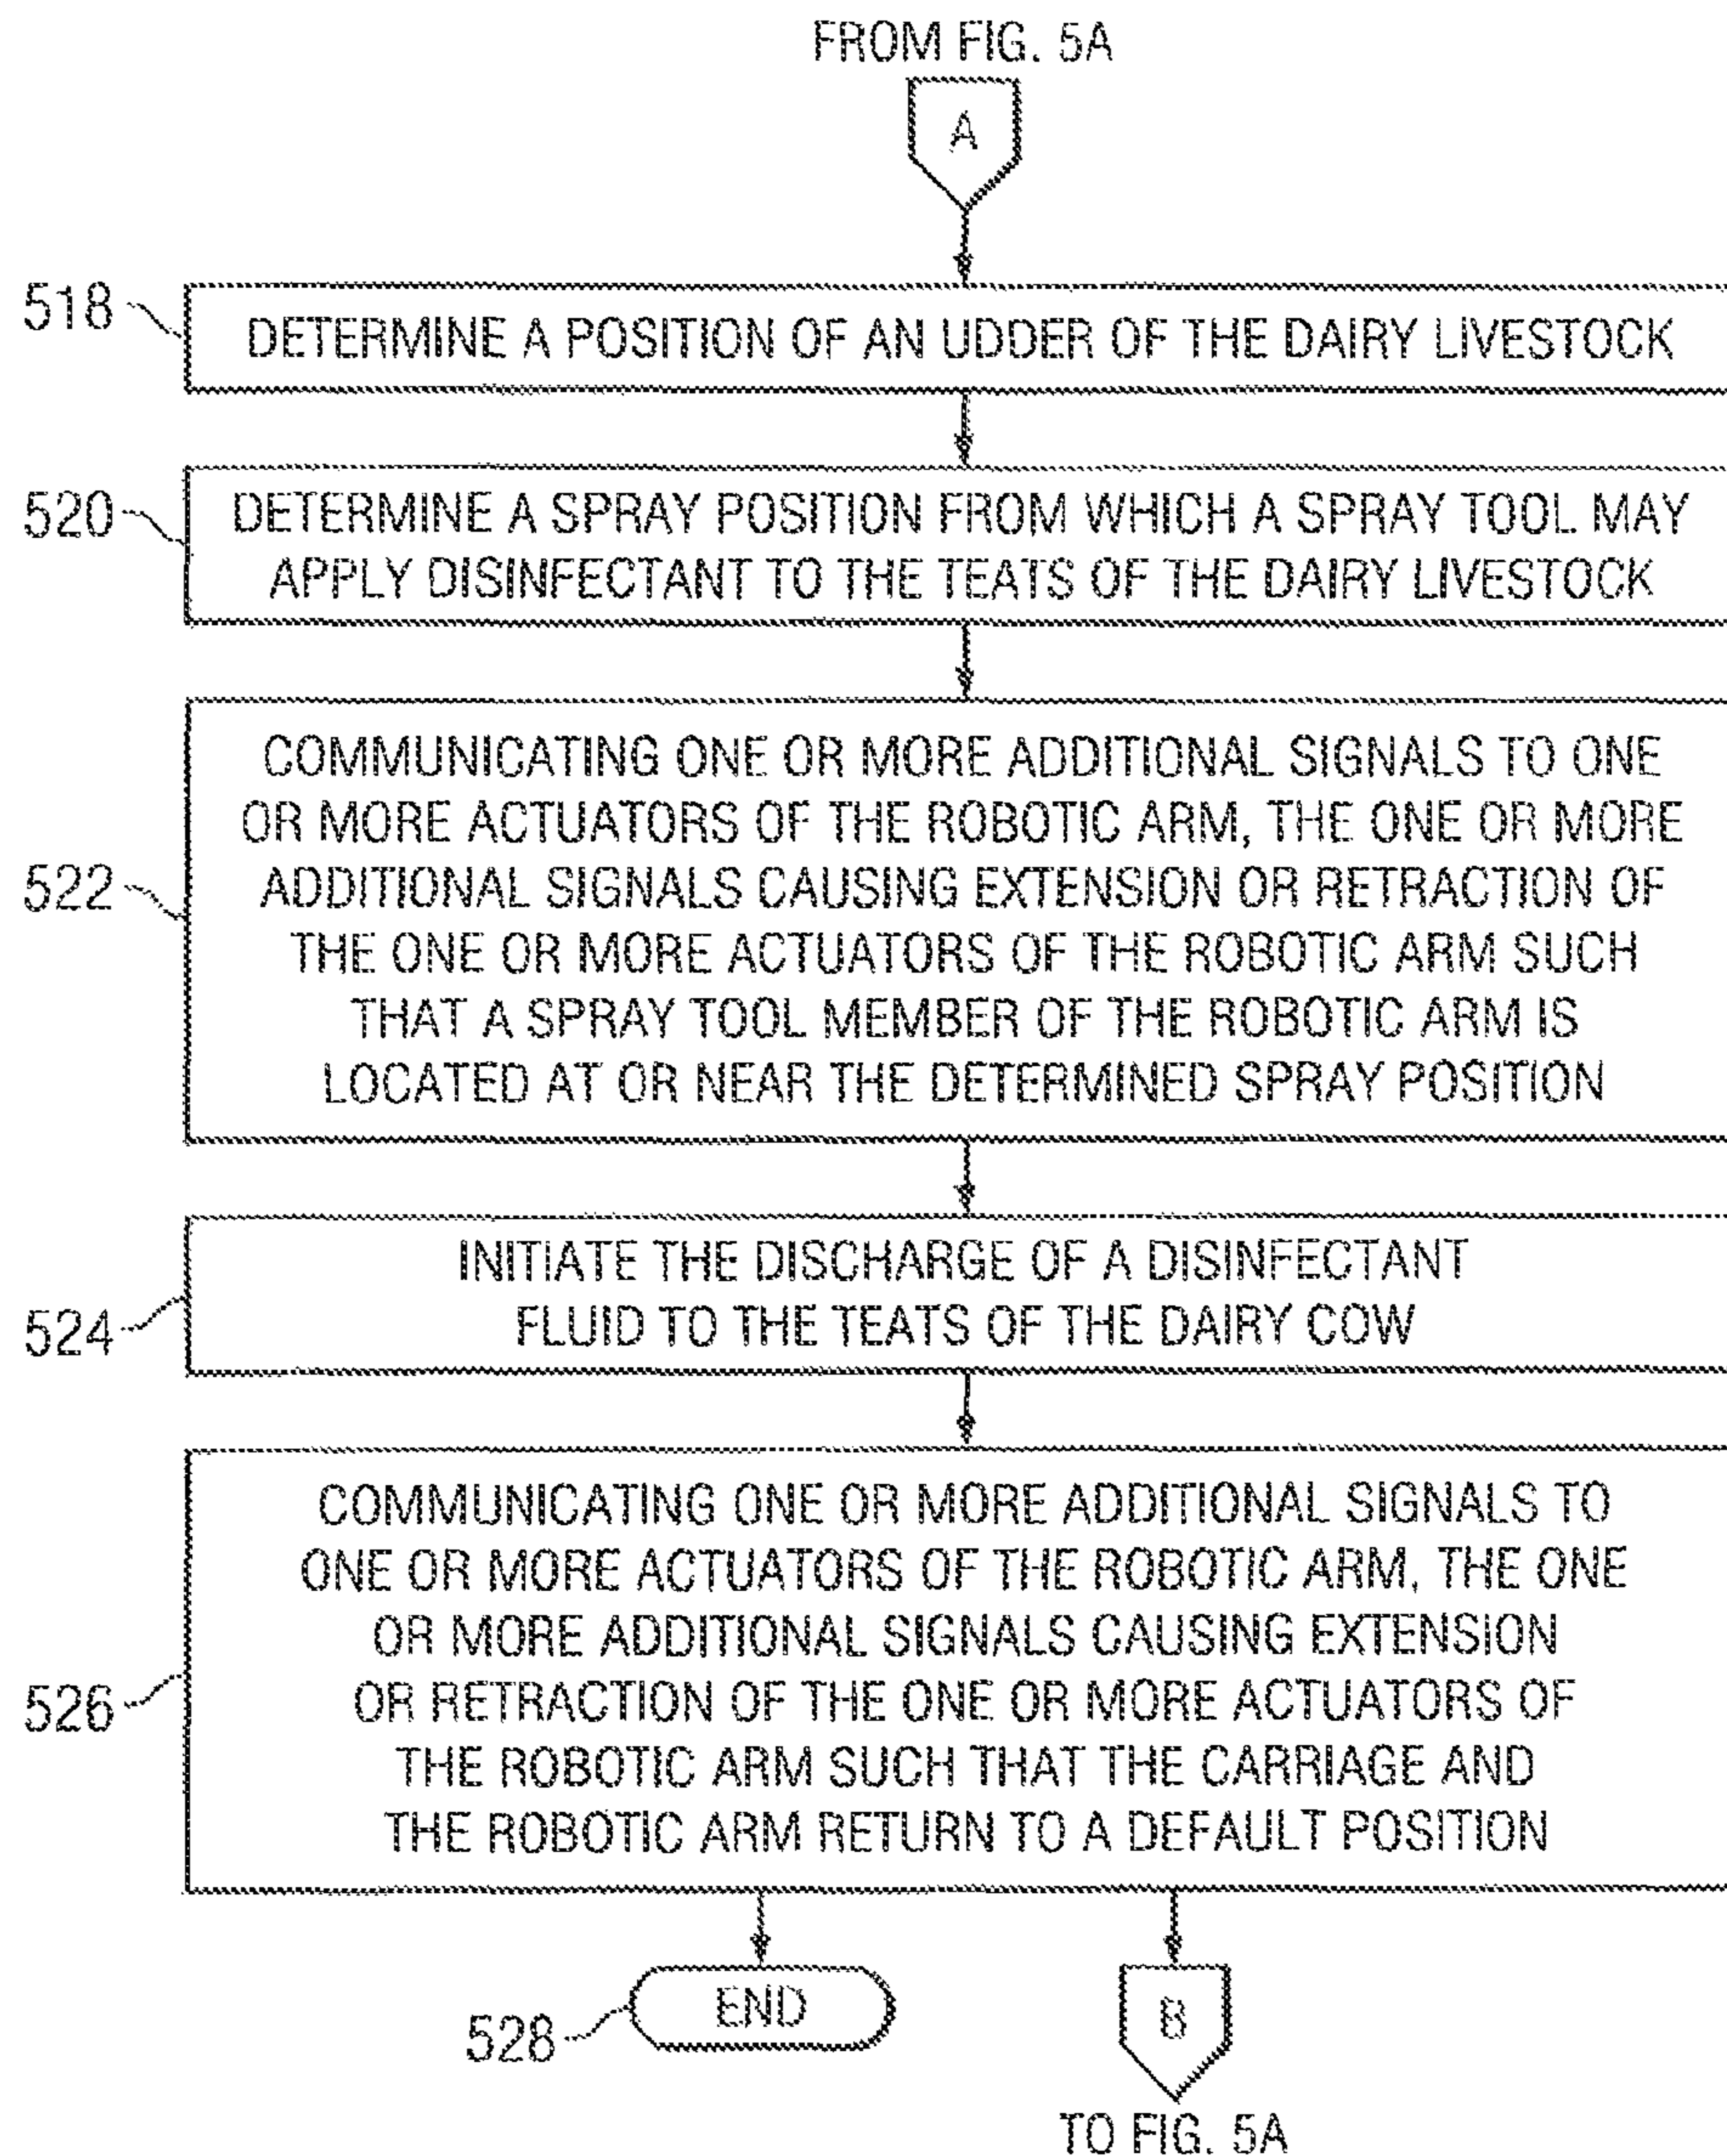 FROM FIG. 5A
A
518
DETERMINE A POSITION OF AN UDDER OF THE DAIRY LIVESTOCK
520
DETERMINE A SPRAY POSITION FROM WHICH A SPRAY TOOL MAY
APPLY DISINFECTANT TO THE TEATS OF THE DAIRY LIVESTOCK
522
COMMUNICATING ONE OR MORE ADDITIONAL SIGNALS TO ONE
OR MORE ACTUATORS OF THE ROBOTIC ARM, THE ONE OR MORE
ADDITIONAL SIGNALS CAUSING EXTENSION OR RETRACTION OF
THE ONE OR MORE ACTUATORS OF THE ROBOTIC ARM SUCH
THAT A SPRAY TOOL MEMBER OF THE ROBOTIC ARM IS
LOCATED AT OR NEAR THE DETERMINED SPRAY POSITION
524
INITIATE THE DISCHARGE OF A DISINFECTANT
FLUID TO THE TEATS OF THE DAIRY COW
526
COMMUNICATING ONE OR MORE ADDITIONAL SIGNALS TO
ONE OR MORE ACTUATORS OF THE ROBOTIC ARM, THE ONE
OR MORE ADDITIONAL SIGNALS CAUSING EXTENSION
OR RETRACTION OF THE ONE OR MORE ACTUATORS OF
THE ROBOTIC ARM SUCH THAT THE CARRIAGE AND
THE ROBOTIC ARM RETURN TO A DEFAULT POSITION
528
END
B
TO FIG. 5A